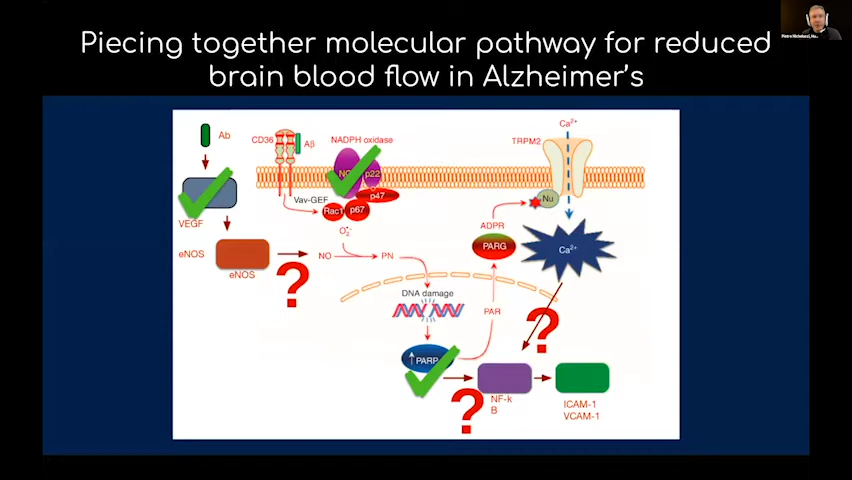 Piecing together molecular pathway for reduced
brain blood flow in Alzheimer's
Ab
CD36
Aβ
NADPH oxidase
Ca²⁺
TRPM2
p22
p47
Vav-GEF
Rac1
p67
Nu
VEGF
O₂•⁻
ADPR
PARG
Ca²⁺
eNOS
eNOS
NO
PN
?
DNA damage
PAR
?
↑PARP
?
NF-k
B
ICAM-1
VCAM-1